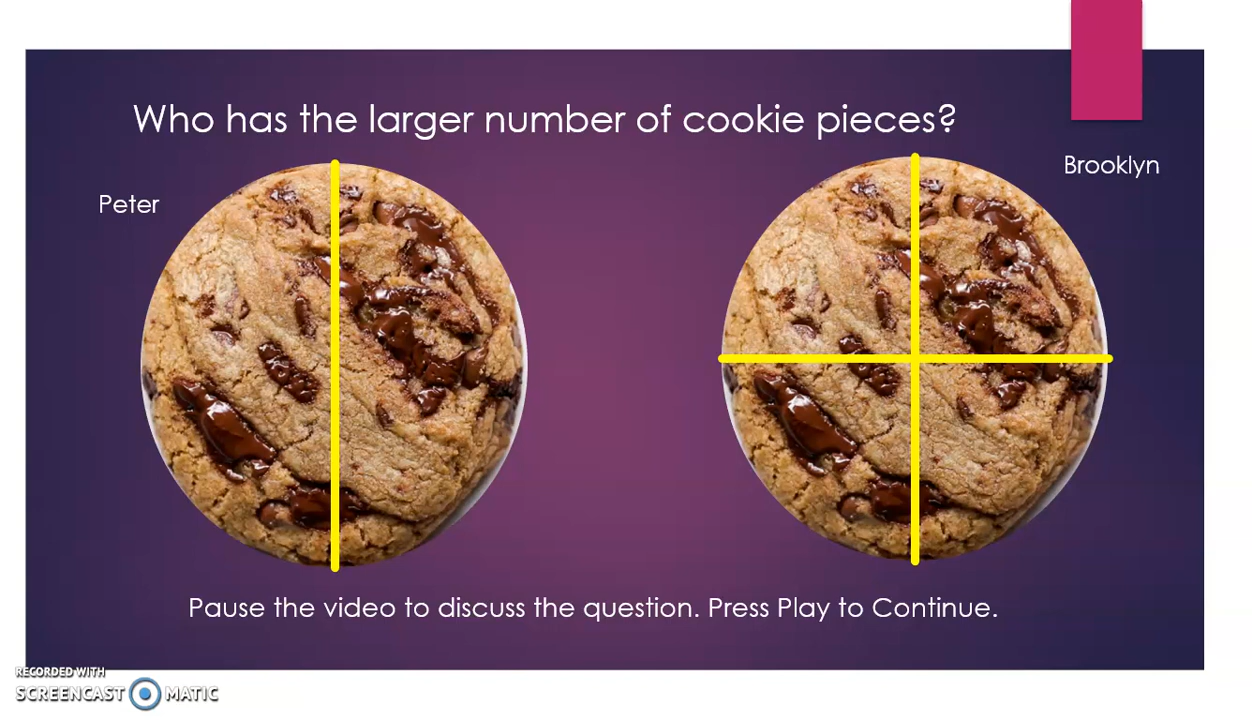 Who has the larger number of cookie pieces?
Peter
Brooklyn
Pause the video to discuss the question. Press Play to Continue.
RECORDED WITH
SCREENCAST MATIC